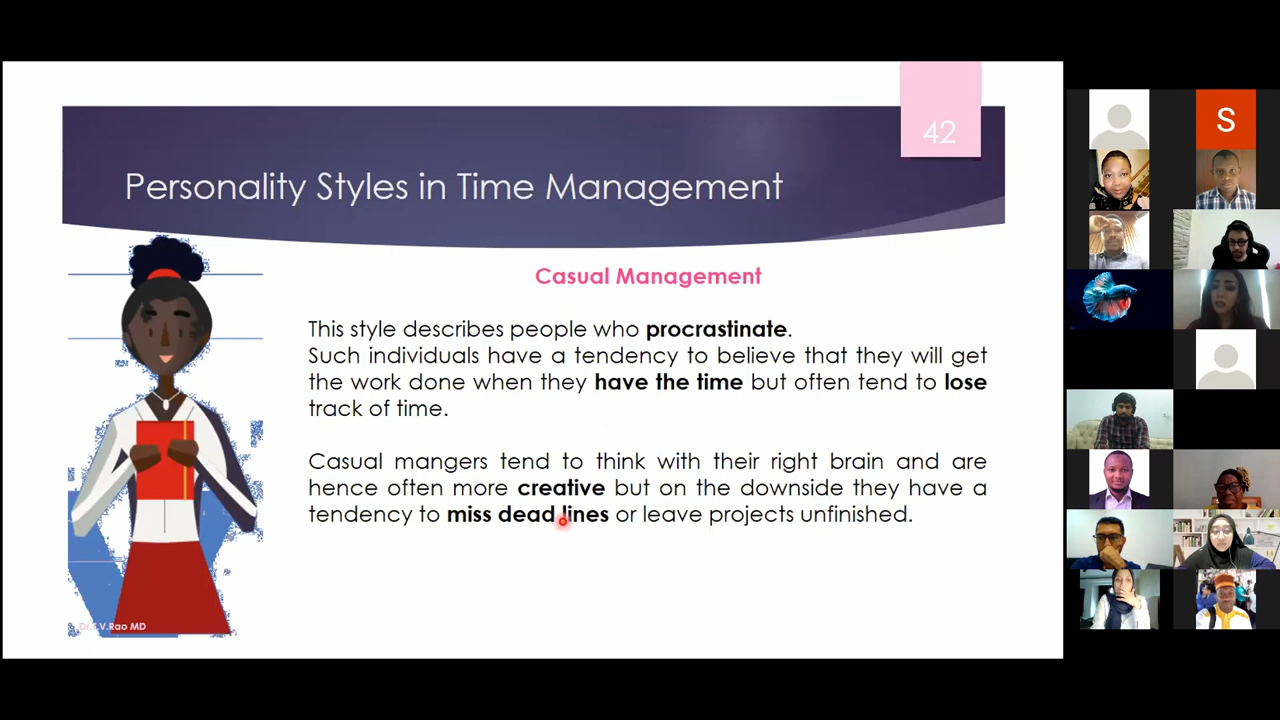 42
S
Personality Styles in Time Management
Casual Management
This style describes people who procrastinate.
Such individuals have a tendency to believe that they will get
the work done when they have the time but often tend to lose
track of time.
Casual mangers tend to think with their right brain and are
hence often more creative but on the downside they have a
tendency to miss dead lines or leave projects unfinished.
Dr.T.V.Rao MD